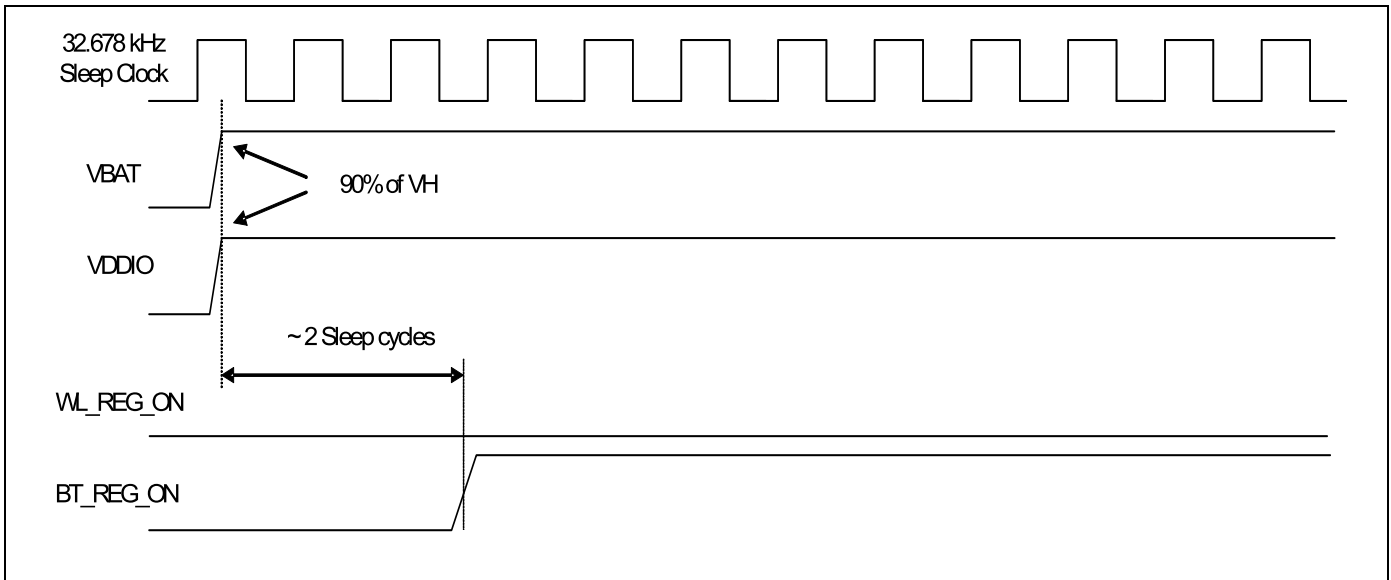 32.678 kHz
Sleep Clock
VBAT
90% of VH
VDDIO
~ 2 Sleep cycles
WL_REG_ON
BT_REG_ON